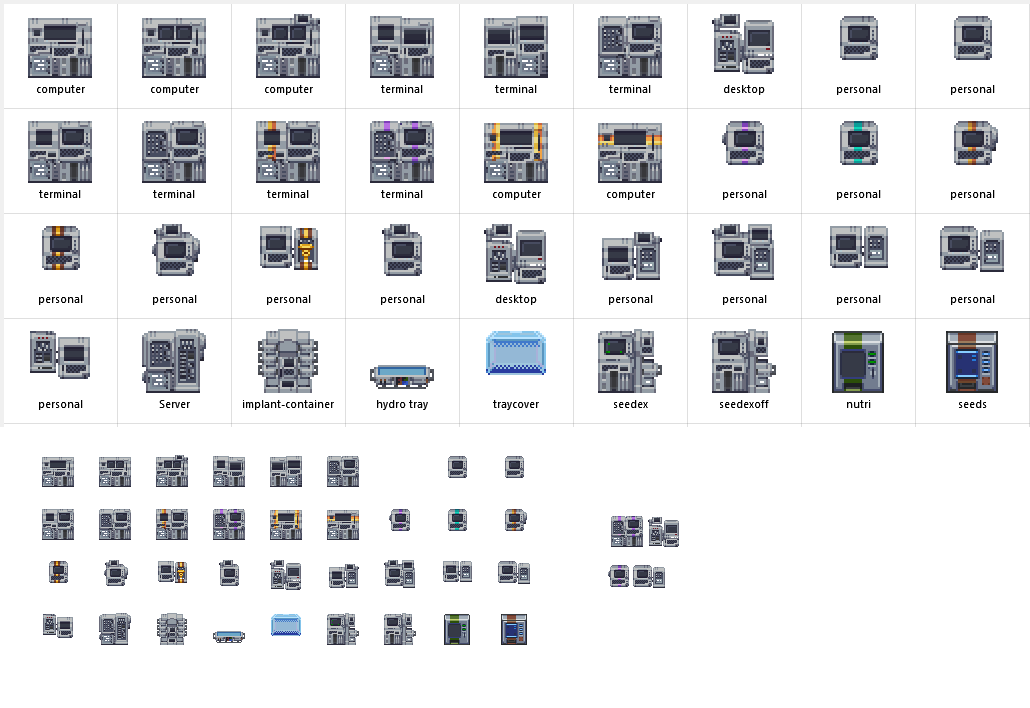 computer computer computer terminal terminal terminal desktop personal personal
terminal terminal terminal terminal computer computer personal personal personal
personal personal personal personal desktop personal personal personal personal
personal Server implant-container hydro tray traycover seedex seedexoff nutri seeds